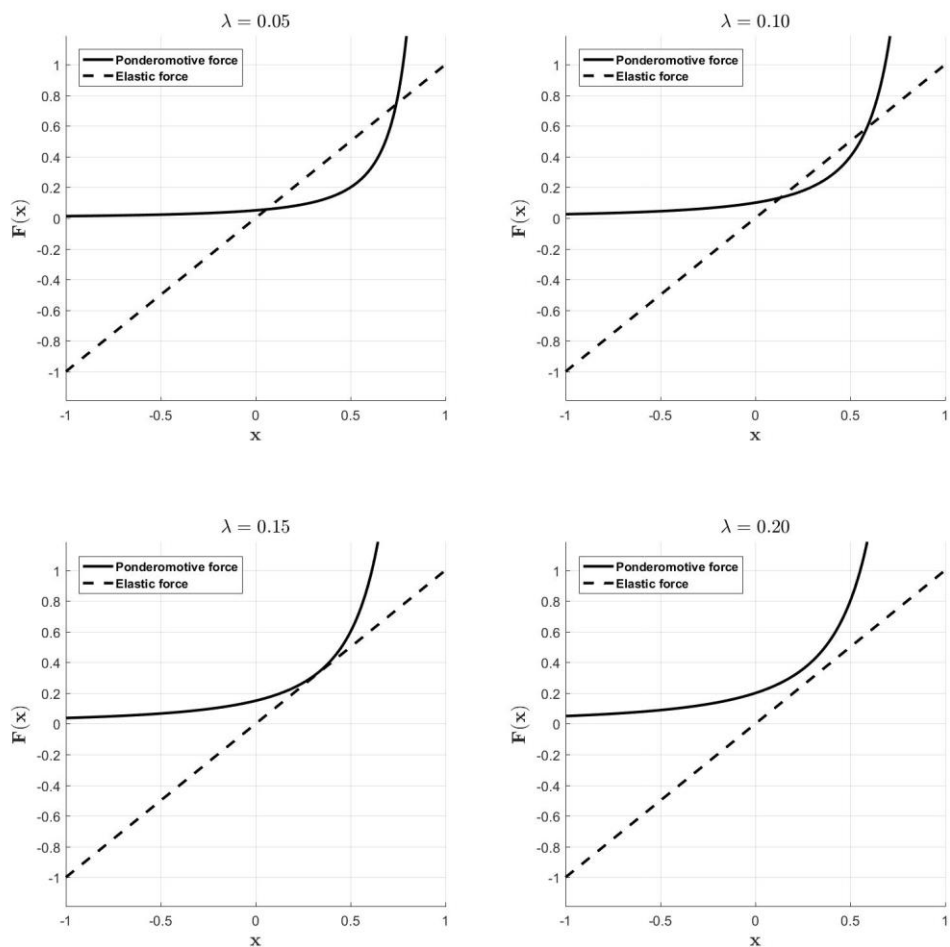 λ = 0.05
Ponderomotive force
Elastic force
1
0.8
0.6
0.4
0.2
0
-0.2
-0.4
-0.6
-0.8
-1
F(x)
-1 -0.5 0 0.5 1
x
λ = 0.10
Ponderomotive force
Elastic force
1
0.8
0.6
0.4
0.2
0
-0.2
-0.4
-0.6
-0.8
-1
F(x)
-1 -0.5 0 0.5 1
x
λ = 0.15
Ponderomotive force
Elastic force
1
0.8
0.6
0.4
0.2
0
-0.2
-0.4
-0.6
-0.8
-1
F(x)
-1 -0.5 0 0.5 1
x
λ = 0.20
Ponderomotive force
Elastic force
1
0.8
0.6
0.4
0.2
0
-0.2
-0.4
-0.6
-0.8
-1
F(x)
-1 -0.5 0 0.5 1
x